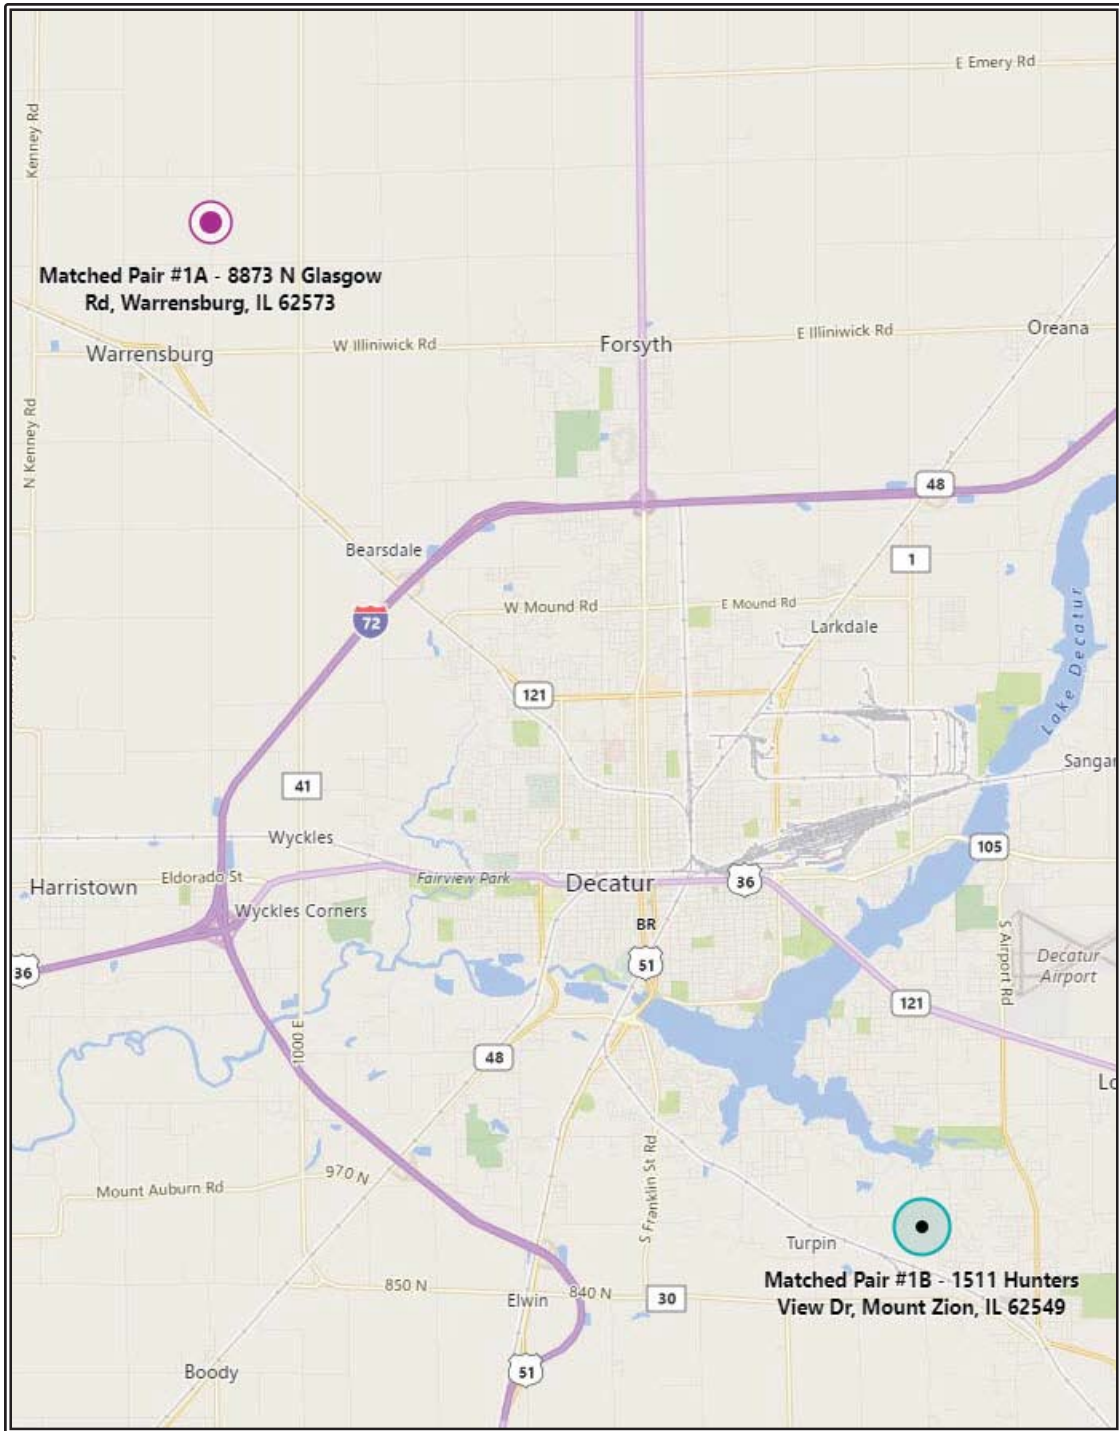 E Emery Rd
Kenney Rd
Matched Pair #1A - 8873 N Glasgow
Rd, Warrensburg, IL 62573
Oreana
E Illiniwick Rd
W Illiniwick Rd
Forsyth
Warrensburg
N Kenney Rd
48
Bearsdale
1
W Mound Rd
E Mound Rd
72
Larkdale
Lake Decatur
121
Sangar
41
Wyckles
105
Eldorado St
Fairview Park
Harristown
Decatur
36
Wyckles Corners
BR
51
S Airport Rd
Decatur
Airport
36
121
1000 E
48
Lo
970 N
Mount Auburn Rd
S Franklin St Rd
Turpin
Matched Pair #1B - 1511 Hunters
View Dr, Mount Zion, IL 62549
850 N
840 N
Elwin
30
Boody
51